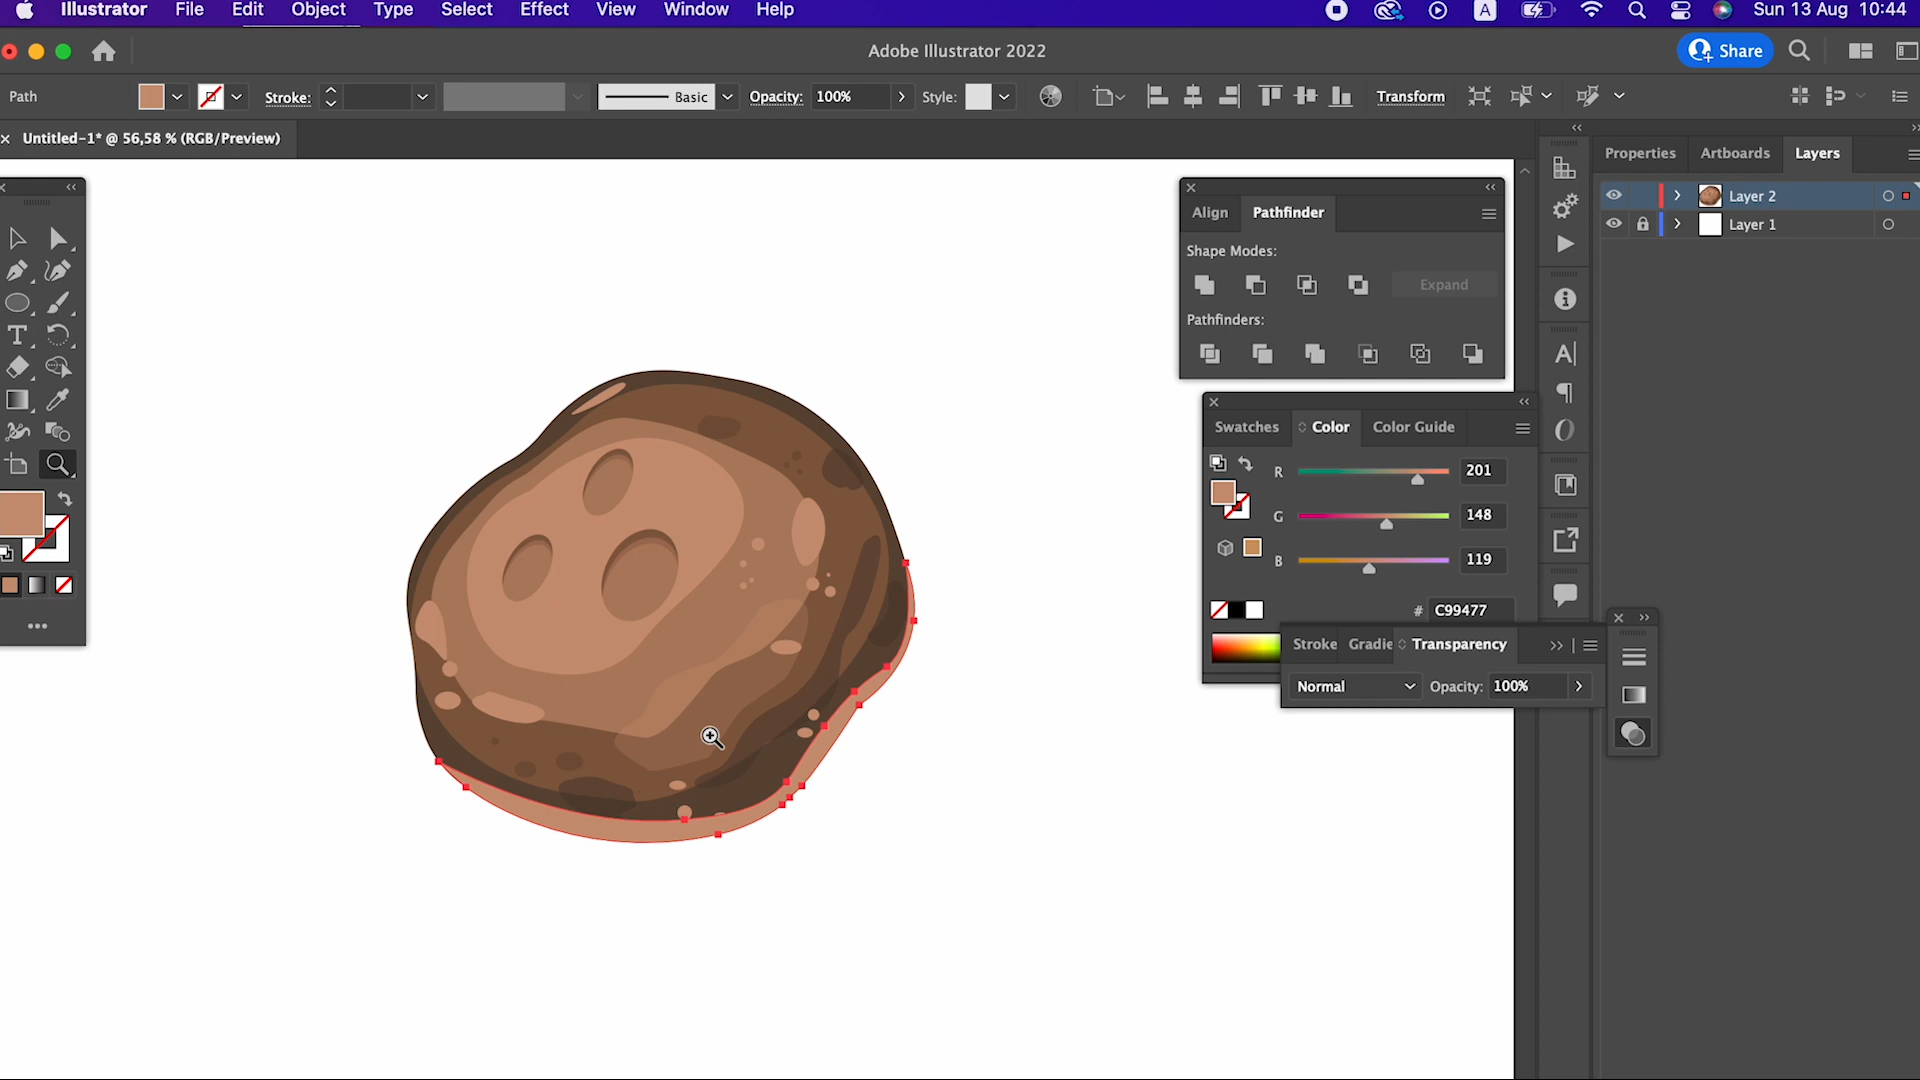 Illustrator File Edit Object Type Select Effect View Window Help A Sun 13 Aug 10:44
Adobe Illustrator 2022 Share
Path Stroke: Basic Opacity: 100% Style: Transform
Untitled-1* @ 56,58 % (RGB/Preview)
Properties Artboards Layers
Layer 2
Layer 1
Align Pathfinder
Shape Modes:
Expand
Pathfinders:
Swatches Color Color Guide
R 201
G 148
B 119
# C99477
Stroke Gradie Transparency
Normal Opacity: 100%